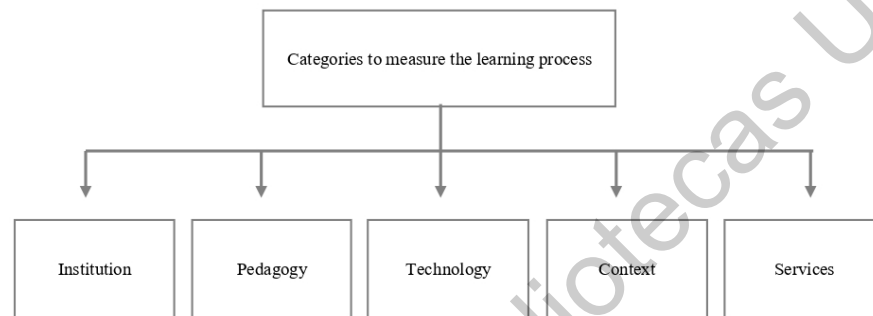 Categories to measure the learning process
Institution
Pedagogy
Technology
Context
Services